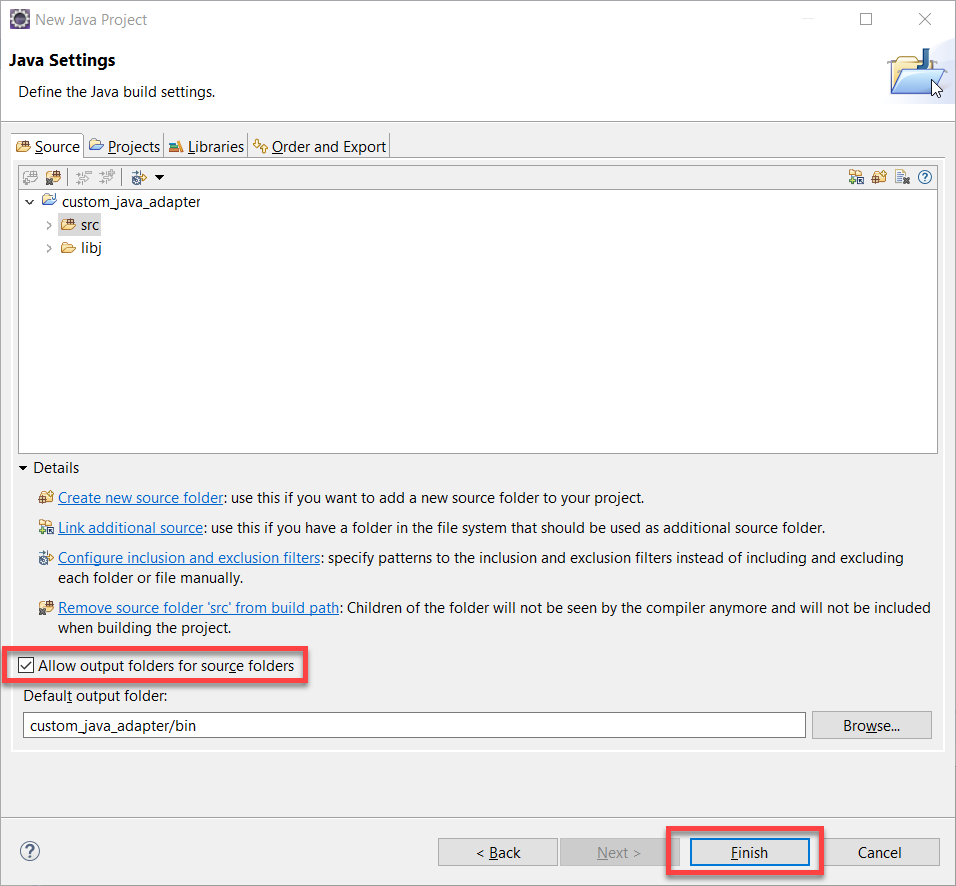 New Java Project
Java Settings
Define the Java build settings.
Source Projects Libraries Order and Export
custom_java_adapter
src
libj
Details
Create new source folder: use this if you want to add a new source folder to your project.
Link additional source: use this if you have a folder in the file system that should be used as additional source folder.
Configure inclusion and exclusion filters: specify patterns to the inclusion and exclusion filters instead of including and excluding
each folder or file manually.
Remove source folder 'src' from build path: Children of the folder will not be seen by the compiler anymore and will not be included
when building the project.
Allow output folders for source folders
Default output folder:
custom_java_adapter/bin Browse...
< Back Next > Finish Cancel